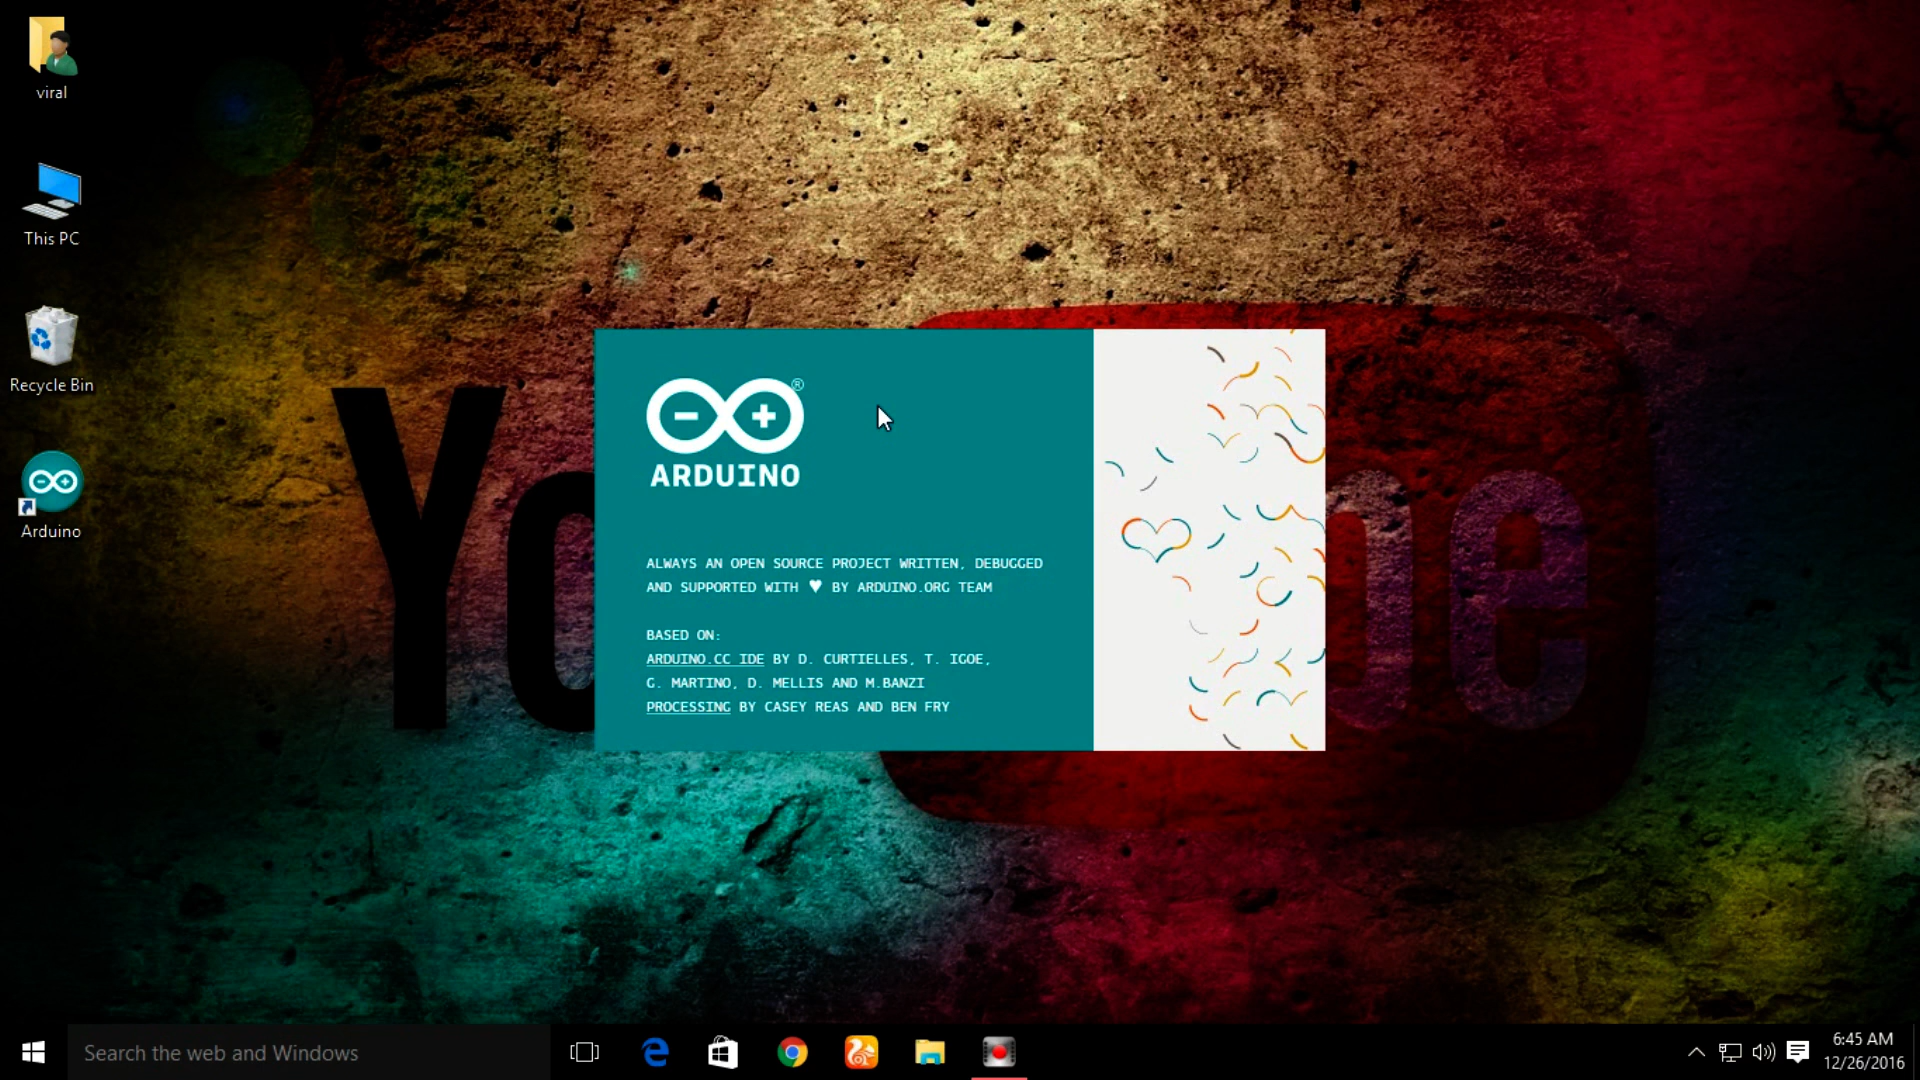 viral
This PC
Recycle Bin
Arduino
You
be
®
ARDUINO
ALWAYS AN OPEN SOURCE PROJECT WRITTEN, DEBUGGED
AND SUPPORTED WITH ♥ BY ARDUINO.ORG TEAM
BASED ON:
ARDUINO.CC IDE BY D. CURTIELLES, T. IGOE,
G. MARTINO, D. MELLIS AND M.BANZI
PROCESSING BY CASEY REAS AND BEN FRY
Search the web and Windows
6:45 AM
12/26/2016